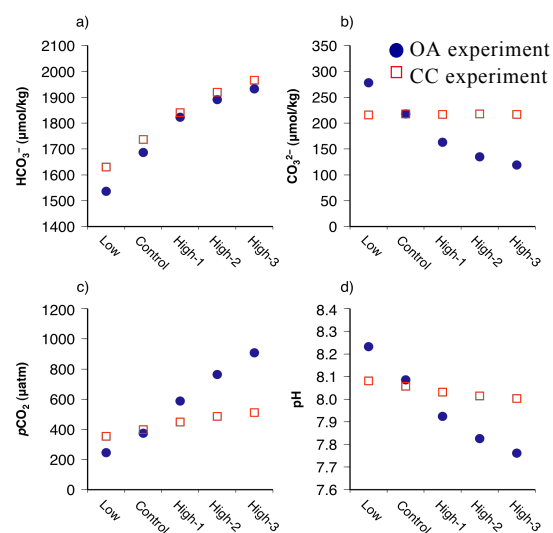 a)
HCO3− (µmol/kg)
2100
2000
1900
1800
1700
1600
1500
1400
Low
Control
High-1
High-2
High-3
b)
OA experiment
CC experiment
CO32− (µmol/kg)
350
300
250
200
150
100
50
0
Low
Control
High-1
High-2
High-3
c)
pCO2 (µatm)
1200
1000
800
600
400
200
0
Low
Control
High-1
High-2
High-3
d)
pH
8.4
8.3
8.2
8.1
8.0
7.9
7.8
7.7
7.6
Low
Control
High-1
High-2
High-3